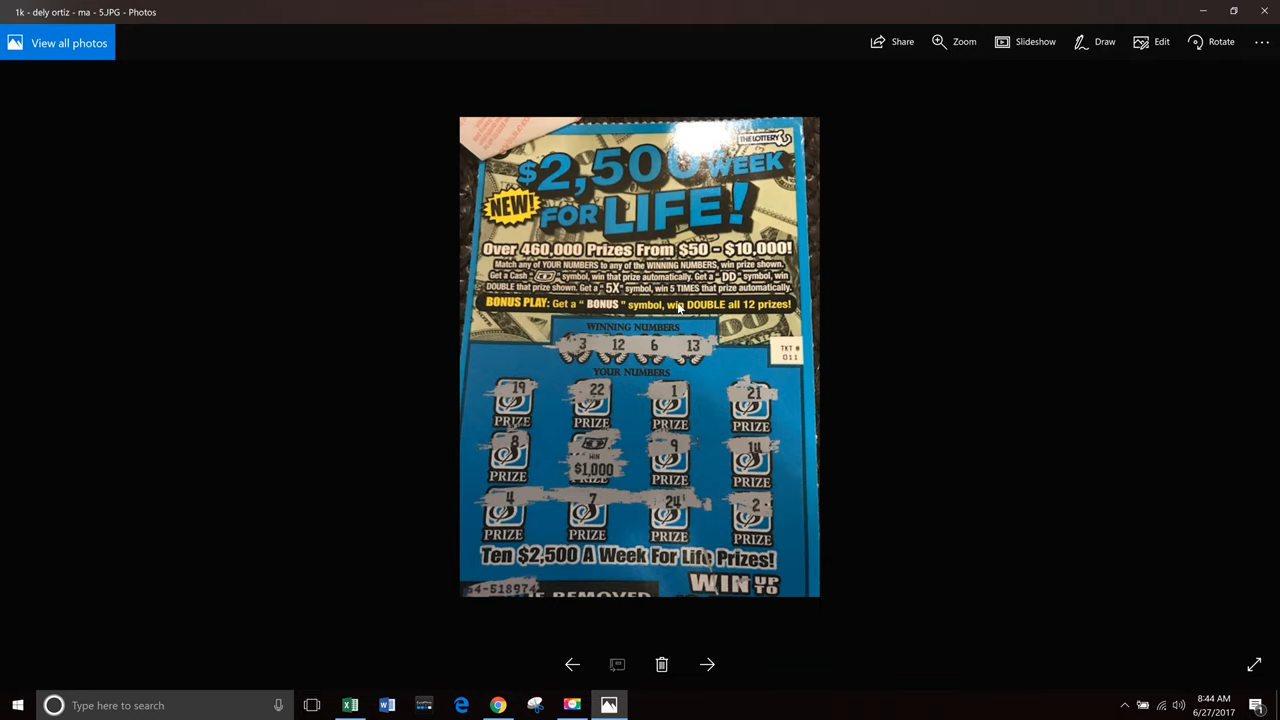 1k - dely ortiz - ma - 5.JPG - Photos
View all photos
Share
Zoom
Slideshow
Draw
Edit
Rotate
THE LOTTERY
$2,500 WEEK
NEW!
FOR LIFE!
Over 460,000 Prizes From $50 - $10,000!
Match any of YOUR NUMBERS to any of the WINNING NUMBERS, win prize shown.
Get a Cash " " symbol, win that prize automatically. Get a "DD" symbol, win
DOUBLE that prize shown. Get a "5X" symbol, win 5 TIMES that prize automatically.
BONUS PLAY: Get a "BONUS" symbol, win DOUBLE all 12 prizes!
WINNING NUMBERS
3 12 6 13
TKT #
011
YOUR NUMBERS
19 22 1 21
PRIZE PRIZE PRIZE PRIZE
8 9
WIN
PRIZE $1,000 PRIZE PRIZE
4 7 24 2
PRIZE PRIZE PRIZE PRIZE
Ten $2,500 A Week For Life Prizes!
WIN UP TO
64-518974
IF REMOVED
Type here to search
8:44 AM
6/27/2017